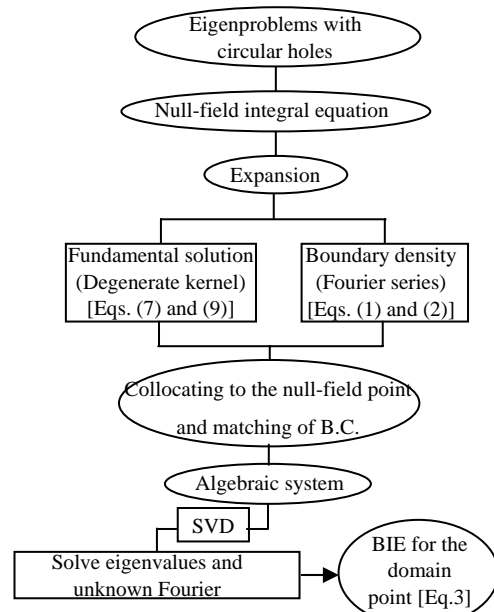 Eigenproblems with
circular holes
Null-field integral equation
Expansion
Fundamental solution
(Degenerate kernel)
[Eqs. (7) and (9)]
Boundary density
(Fourier series)
[Eqs. (1) and (2)]
Collocating to the null-field point
and matching of B.C.
Algebraic system
SVD
Solve eigenvalues and
unknown Fourier
BIE for the
domain
point [Eq.3]